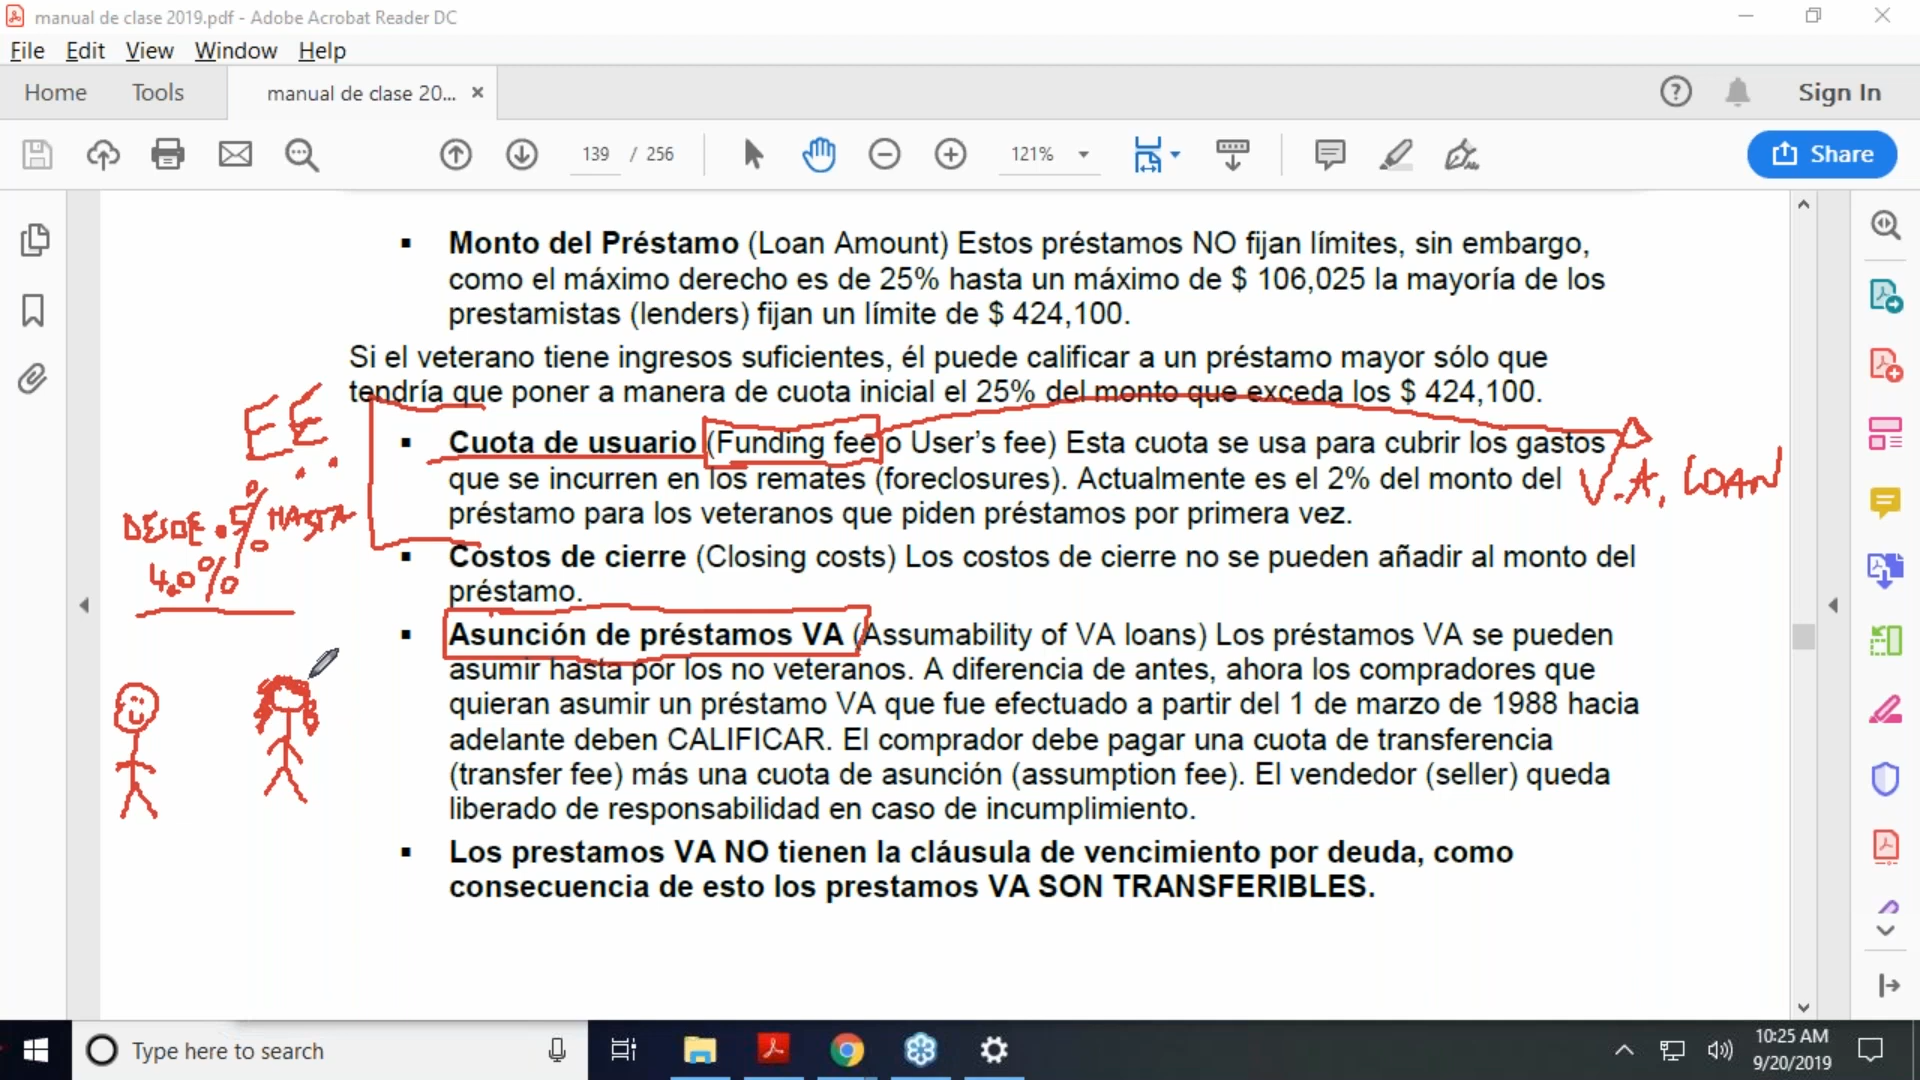 manual de clase 2019.pdf - Adobe Acrobat Reader DC
File Edit View Window Help
Home Tools manual de clase 20... × Sign In
139 / 256 121% Share
▪ Monto del Préstamo (Loan Amount) Estos préstamos NO fijan límites, sin embargo,
como el máximo derecho es de 25% hasta un máximo de $ 106,025 la mayoría de los
prestamistas (lenders) fijan un límite de $ 424,100.
Si el veterano tiene ingresos suficientes, él puede calificar a un préstamo mayor sólo que
tendría que poner a manera de cuota inicial el 25% del monto que exceda los $ 424,100.
EE
▪ Cuota de usuario (Funding fee o User's fee) Esta cuota se usa para cubrir los gastos
que se incurren en los remates (foreclosures). Actualmente es el 2% del monto del
V.A. LOAN
préstamo para los veteranos que piden préstamos por primera vez.
DESDE .5% HASTA
4.0%
▪ Costos de cierre (Closing costs) Los costos de cierre no se pueden añadir al monto del
préstamo.
▪ Asunción de préstamos VA (Assumability of VA loans) Los préstamos VA se pueden
asumir hasta por los no veteranos. A diferencia de antes, ahora los compradores que
quieran asumir un préstamo VA que fue efectuado a partir del 1 de marzo de 1988 hacia
adelante deben CALIFICAR. El comprador debe pagar una cuota de transferencia
(transfer fee) más una cuota de asunción (assumption fee). El vendedor (seller) queda
liberado de responsabilidad en caso de incumplimiento.
▪ Los prestamos VA NO tienen la cláusula de vencimiento por deuda, como
consecuencia de esto los prestamos VA SON TRANSFERIBLES.
Type here to search
10:25 AM
9/20/2019